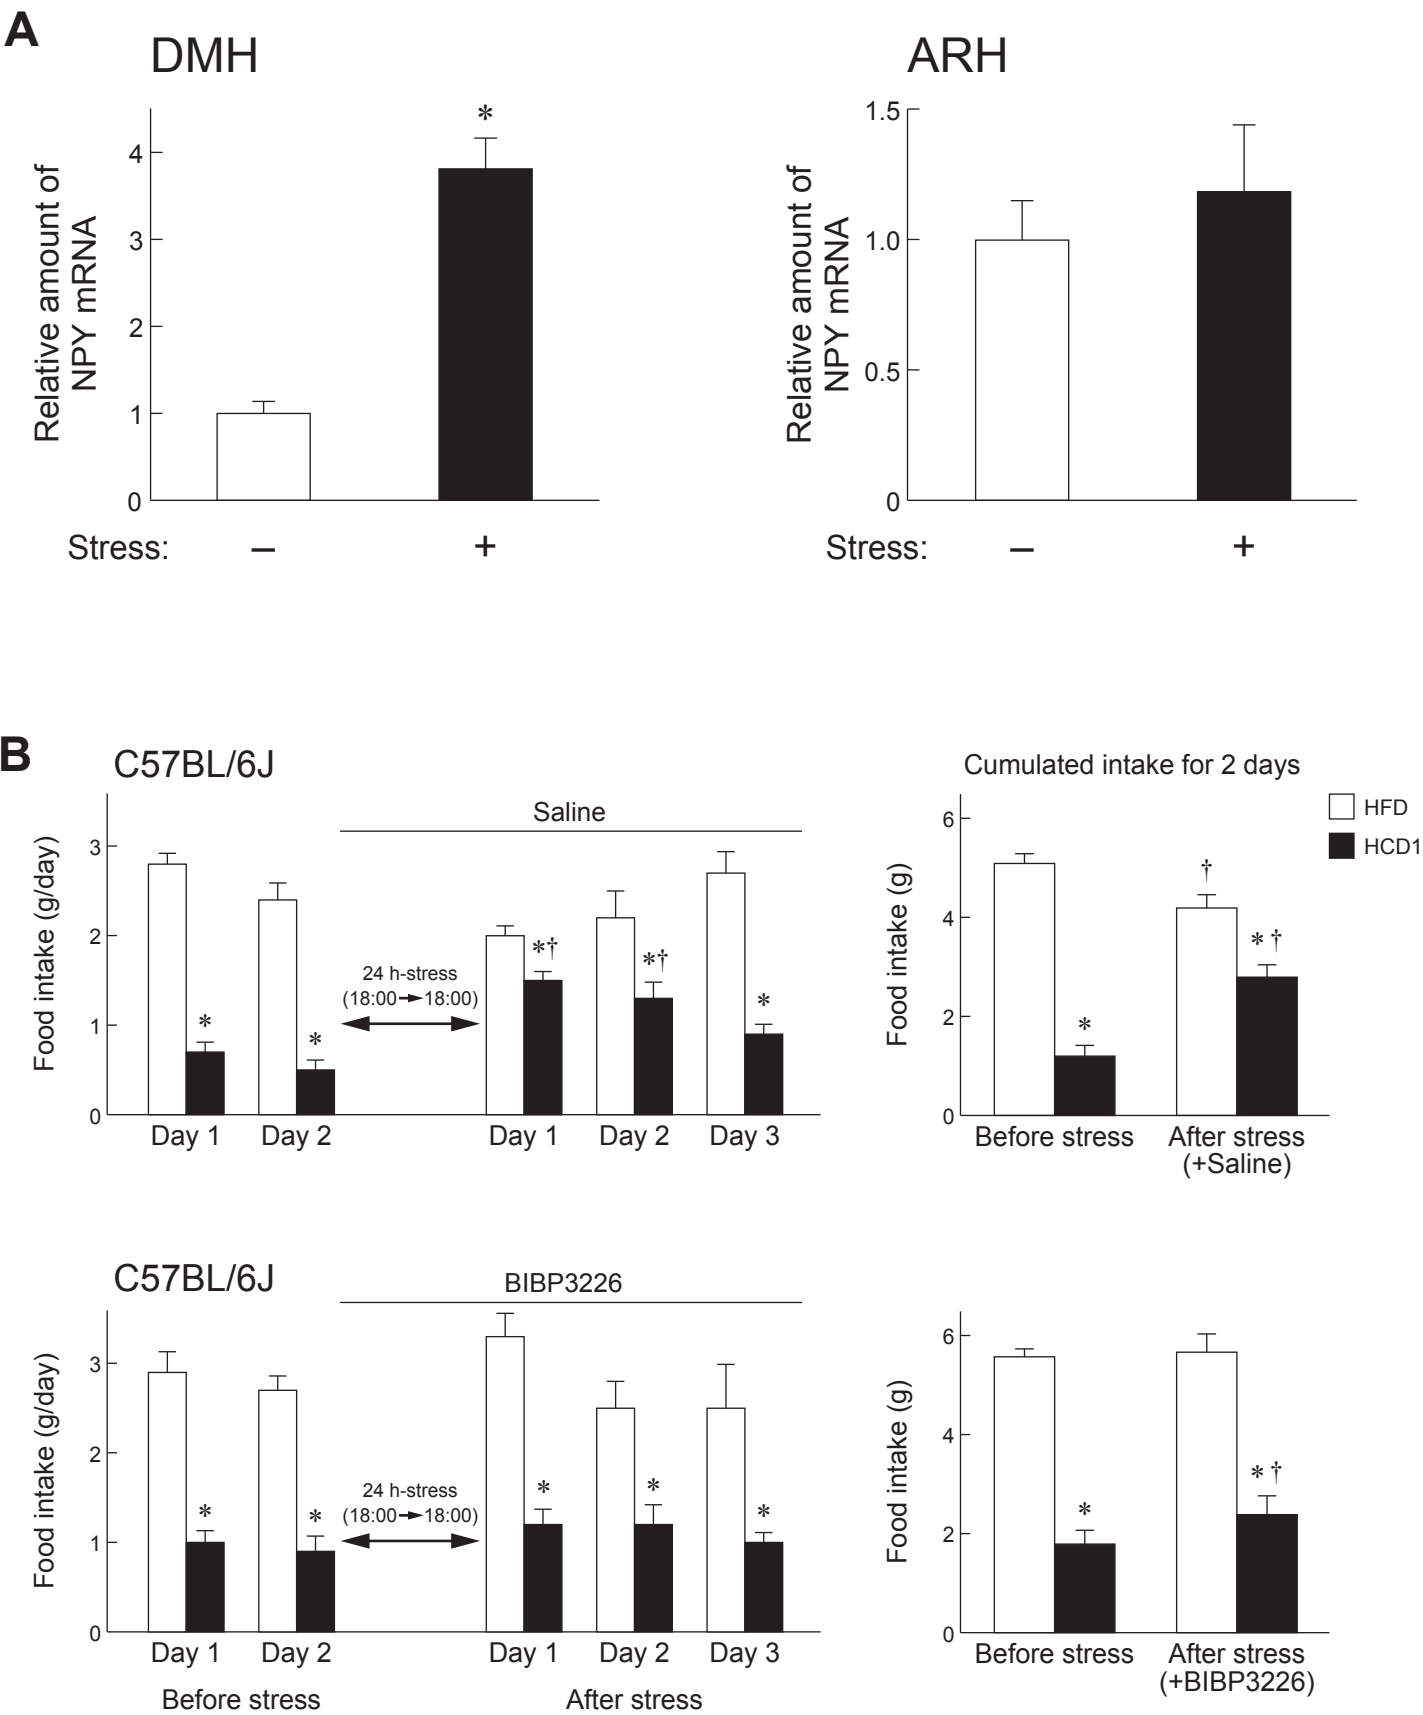 A
DMH
Relative amount of
NPY mRNA
4
3
2
1
0
*
Stress:
–
+
ARH
Relative amount of
NPY mRNA
1.5
1.0
0.5
0
Stress:
–
+
B
C57BL/6J
Saline
Food intake (g/day)
3
2
1
0
*
*
24 h-stress
(18:00→18:00)
*†
*†
*
Day 1
Day 2
Day 1
Day 2
Day 3
Cumulated intake for 2 days
HFD
HCD1
Food intake (g)
6
4
2
0
*
†
*†
Before stress
After stress
(+Saline)
C57BL/6J
BIBP3226
Food intake (g/day)
3
2
1
0
*
*
24 h-stress
(18:00→18:00)
*
*
*
Day 1
Day 2
Day 1
Day 2
Day 3
Before stress
After stress
Food intake (g)
6
4
2
0
*
*†
Before stress
After stress
(+BIBP3226)